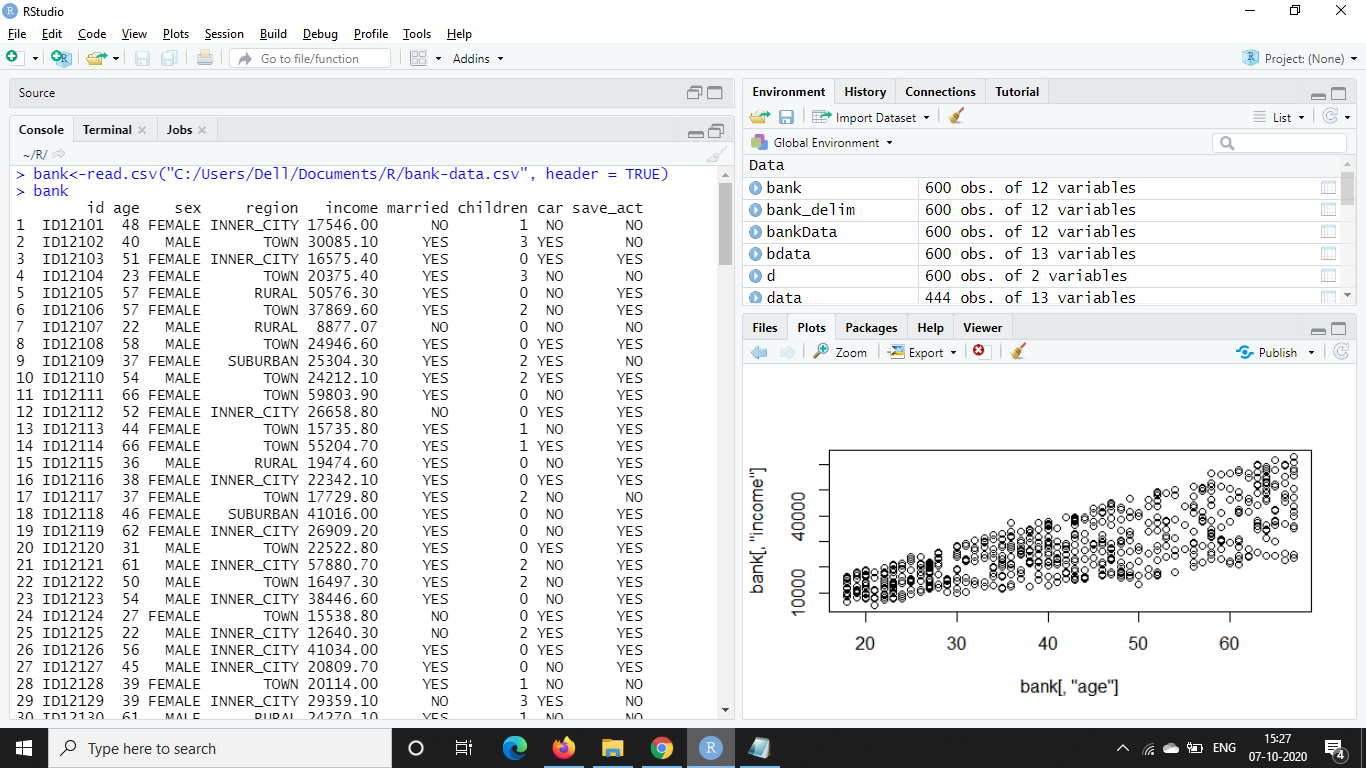 RStudio
File Edit Code View Plots Session Build Debug Profile Tools Help
Go to file/function Addins Project: (None)
Source
Console Terminal Jobs
~/R/
> bank<-read.csv("C:/Users/Dell/Documents/R/bank-data.csv", header = TRUE)
> bank
id age sex region income married children car save_act
1 ID12101 48 FEMALE INNER_CITY 17546.00 NO 1 NO NO
2 ID12102 40 MALE TOWN 30085.10 YES 3 YES NO
3 ID12103 51 FEMALE INNER_CITY 16575.40 YES 0 YES YES
4 ID12104 23 FEMALE TOWN 20375.40 YES 3 NO NO
5 ID12105 57 FEMALE RURAL 50576.30 YES 0 NO YES
6 ID12106 57 FEMALE TOWN 37869.60 YES 2 NO YES
7 ID12107 22 MALE RURAL 8877.07 NO 0 NO NO
8 ID12108 58 MALE TOWN 24946.60 YES 0 YES YES
9 ID12109 37 FEMALE SUBURBAN 25304.30 YES 2 YES NO
10 ID12110 54 MALE TOWN 24212.10 YES 2 YES YES
11 ID12111 66 FEMALE TOWN 59803.90 YES 0 NO YES
12 ID12112 52 FEMALE INNER_CITY 26658.80 NO 0 YES YES
13 ID12113 44 FEMALE TOWN 15735.80 YES 1 NO YES
14 ID12114 66 FEMALE TOWN 55204.70 YES 1 YES YES
15 ID12115 36 MALE RURAL 19474.60 YES 0 NO YES
16 ID12116 38 FEMALE INNER_CITY 22342.10 YES 0 YES YES
17 ID12117 37 FEMALE TOWN 17729.80 YES 2 NO NO
18 ID12118 46 FEMALE SUBURBAN 41016.00 YES 0 NO YES
19 ID12119 62 FEMALE INNER_CITY 26909.20 YES 0 NO YES
20 ID12120 31 MALE TOWN 22522.80 YES 0 YES YES
21 ID12121 61 MALE INNER_CITY 57880.70 YES 2 NO YES
22 ID12122 50 MALE TOWN 16497.30 YES 2 NO YES
23 ID12123 54 MALE INNER_CITY 38446.60 YES 0 NO YES
24 ID12124 27 FEMALE TOWN 15538.80 NO 0 YES YES
25 ID12125 22 MALE INNER_CITY 12640.30 NO 2 YES YES
26 ID12126 56 MALE INNER_CITY 41034.00 YES 0 YES YES
27 ID12127 45 MALE INNER_CITY 20809.70 YES 0 NO YES
28 ID12128 39 FEMALE TOWN 20114.00 YES 1 NO NO
29 ID12129 39 FEMALE INNER_CITY 29359.10 NO 3 YES NO
30 ID12130 61 MALE RURAL 24270.10 YES 1 NO NO
Environment History Connections Tutorial
Import Dataset List
Global Environment
Data
bank 600 obs. of 12 variables
bank_delim 600 obs. of 12 variables
bankData 600 obs. of 12 variables
bdata 600 obs. of 13 variables
d 600 obs. of 2 variables
data 444 obs. of 13 variables
Files Plots Packages Help Viewer
Zoom Export Publish
bank[, "income"]
10000 40000
20 30 40 50 60
bank[, "age"]
Type here to search
ENG
15:27
07-10-2020
4